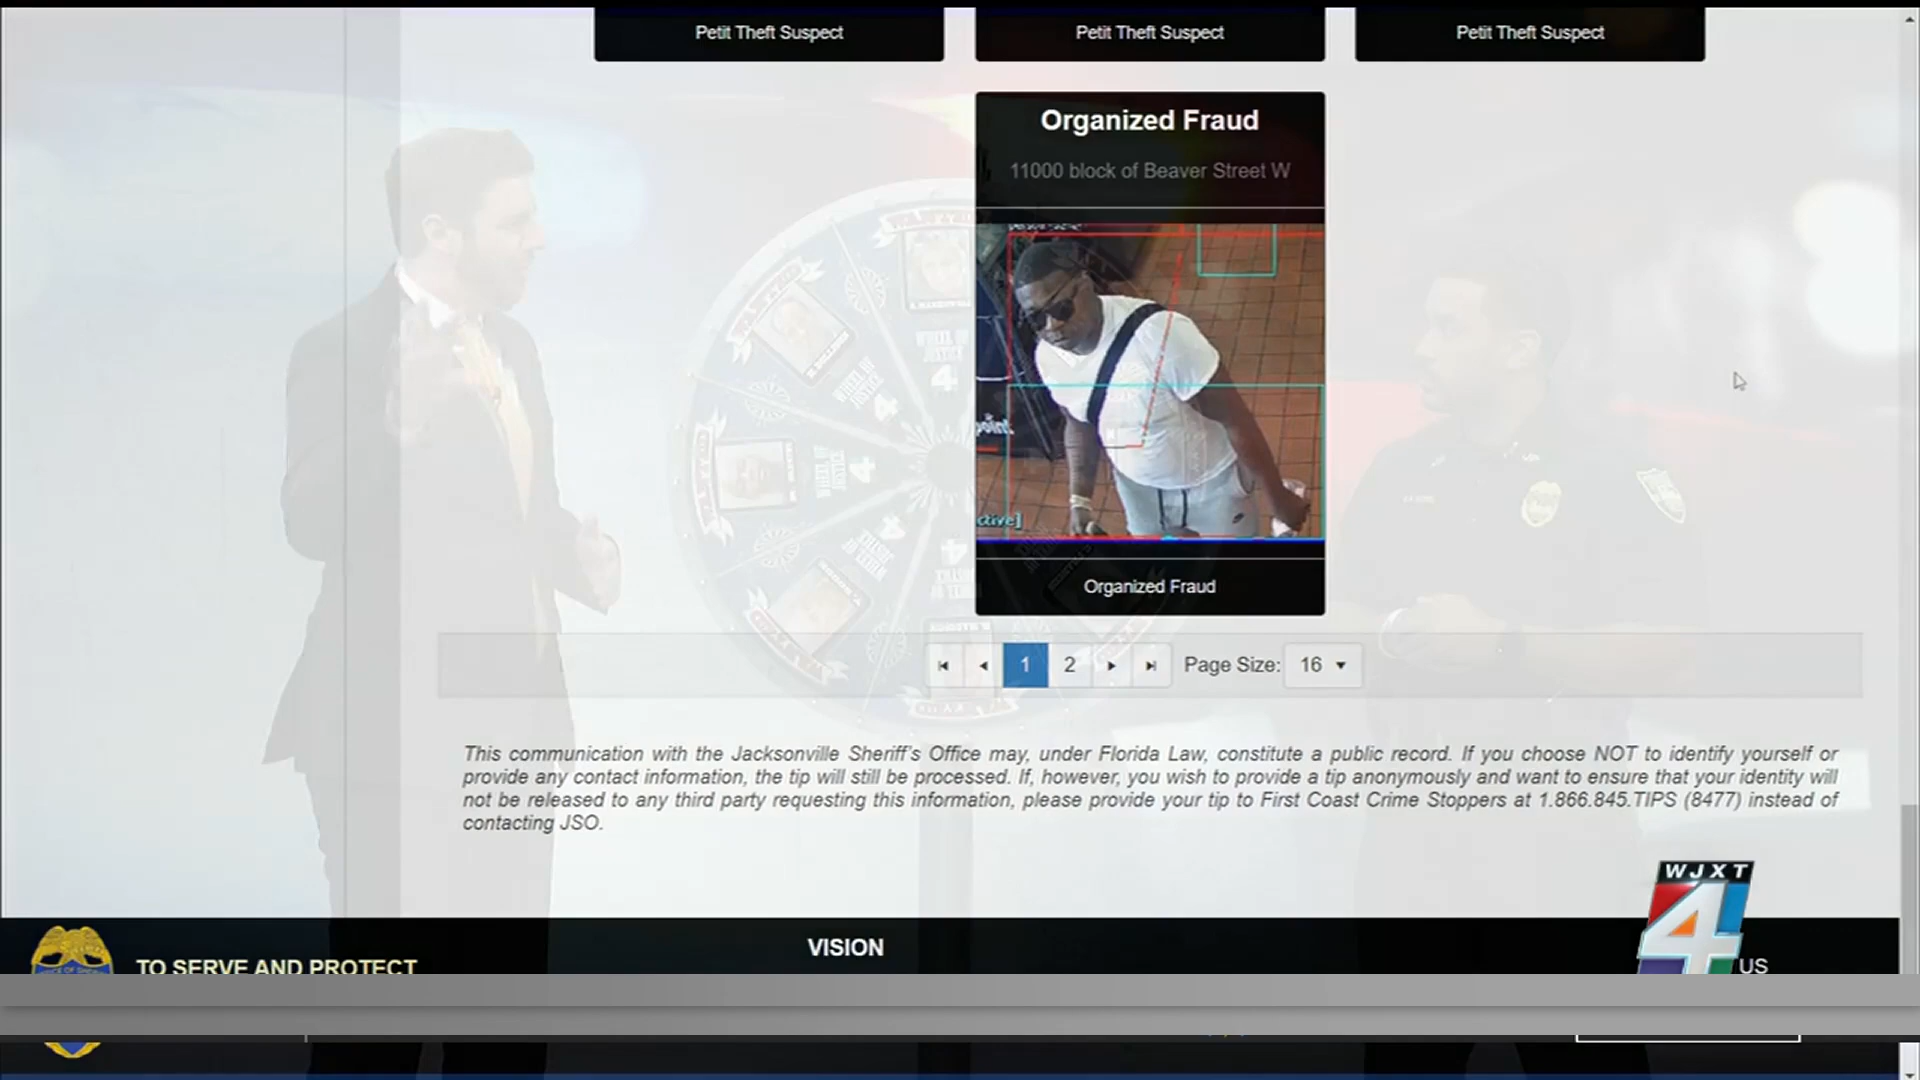 Petit Theft Suspect
Petit Theft Suspect
Petit Theft Suspect
Organized Fraud
11000 block of Beaver Street W
ctive]
Organized Fraud
1
2
Page Size:
16
This communication with the Jacksonville Sheriff's Office may, under Florida Law, constitute a public record. If you choose NOT to identify yourself or
provide any contact information, the tip will still be processed. If, however, you wish to provide a tip anonymously and want to ensure that your identity will
not be released to any third party requesting this information, please provide your tip to First Coast Crime Stoppers at 1.866.845.TIPS (8477) instead of
contacting JSO.
WJXT
4
VISION
TO SERVE AND PROTECT
US
WHEEL OF
JUSTICE
4